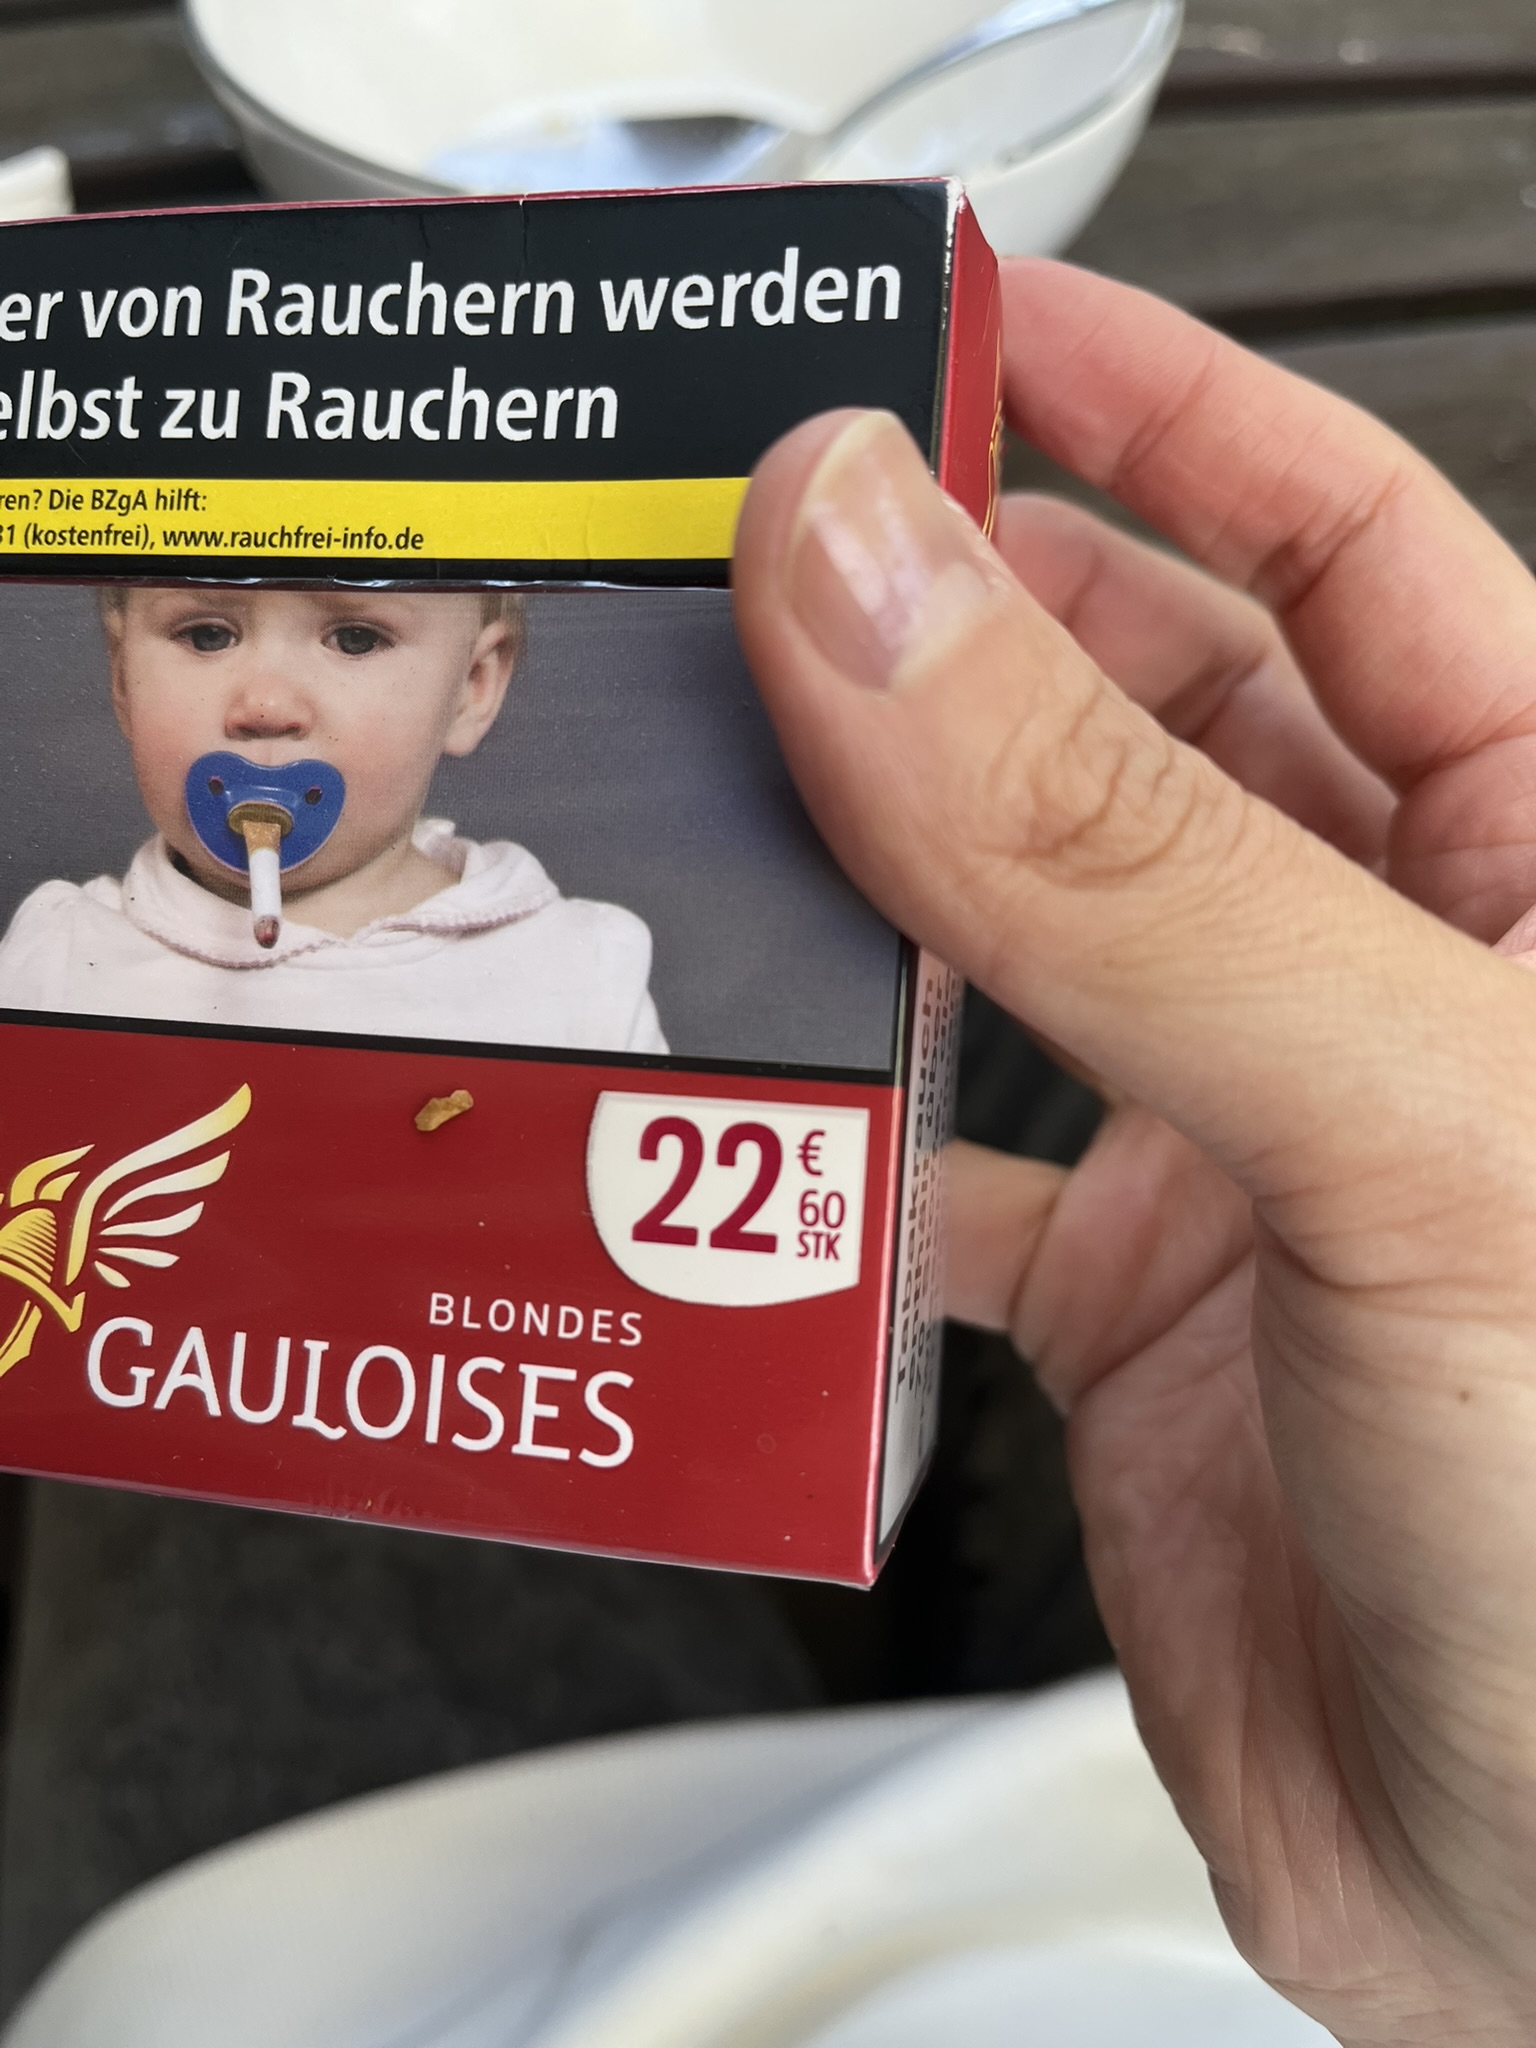 er von Rauchern werden
elbst zu Rauchern
ren? Die BZgA hilft:
31 (kostenfrei), www.rauchfrei-info.de
22 €
60
STK
BLONDES
GAULOISES